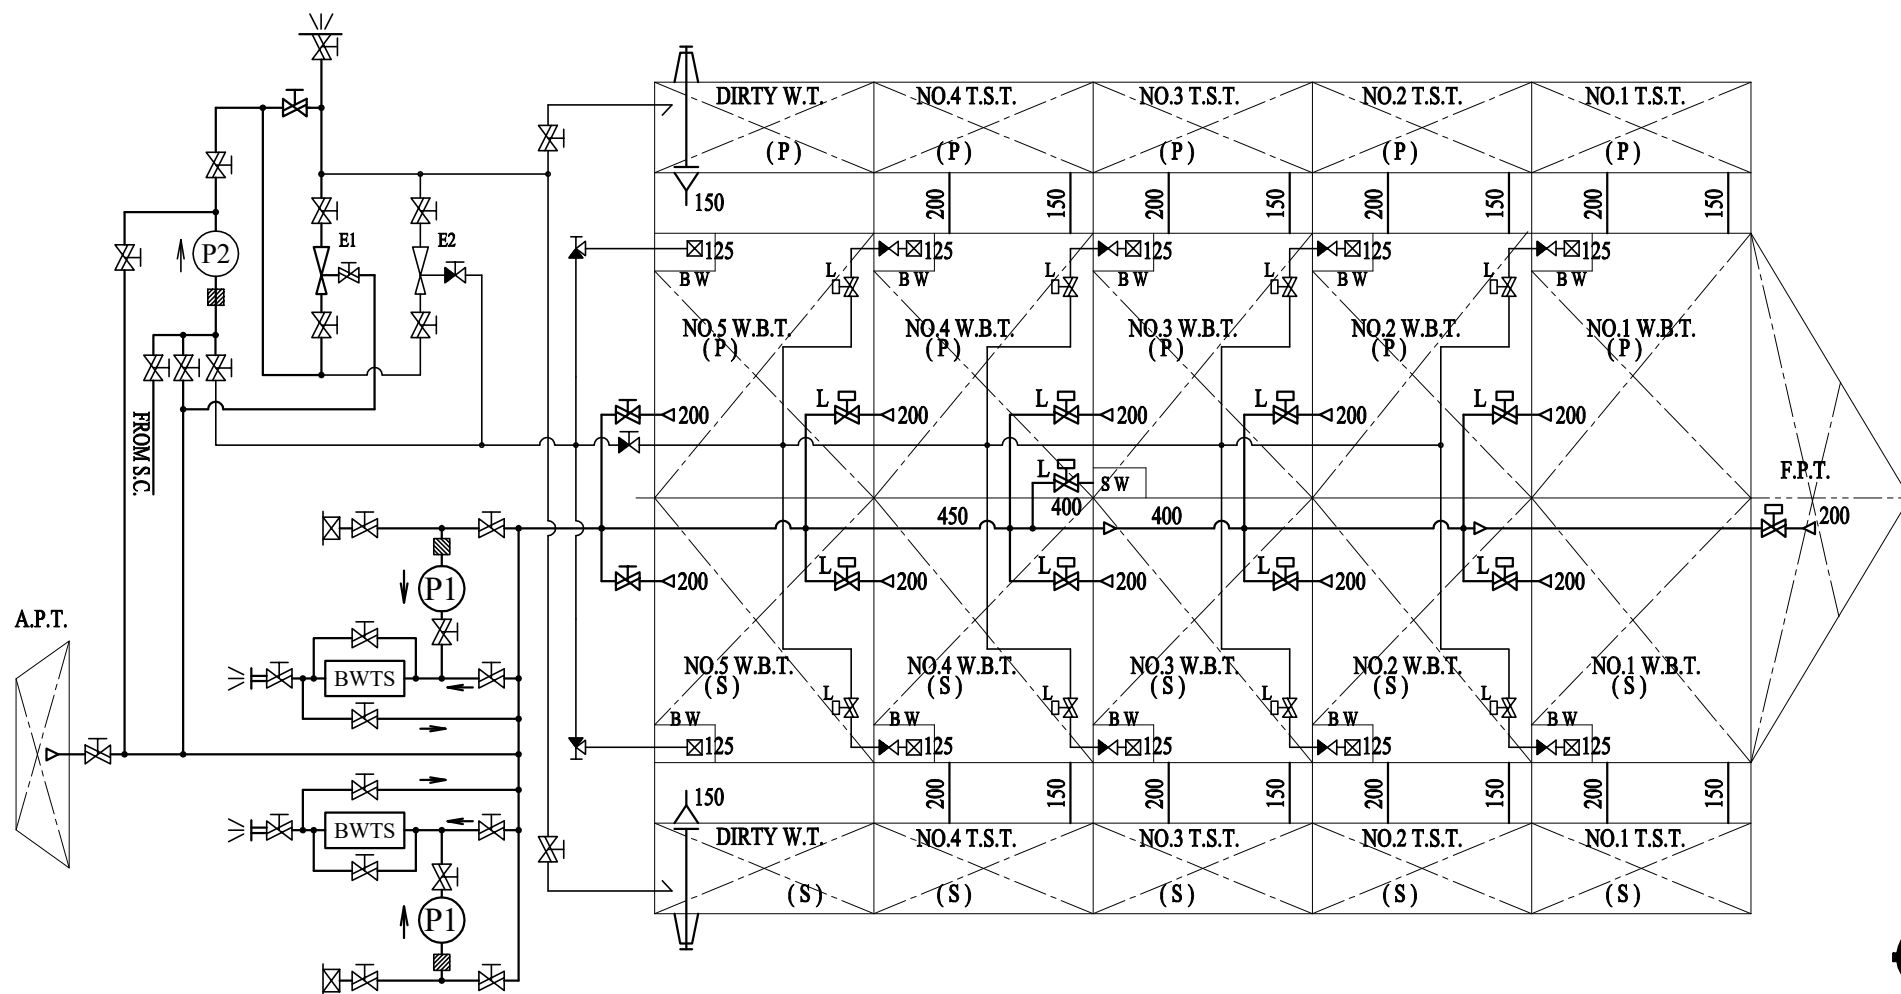 DIRTY W.T. NO.4 T.S.T. NO.3 T.S.T. NO.2 T.S.T. NO.1 T.S.T.
(P) (P) (P) (P) (P)
150 200 150 200 150 200 150 200 150
P2 E1 E2
125 125 125 125 125
L L L L
BW BW BW BW BW
NO.5 W.B.T. NO.4 W.B.T. NO.3 W.B.T. NO.2 W.B.T. NO.1 W.B.T.
(P) (P) (P) (P) (P)
L L L L
200 200 200 200 200
FROM S.C.
L SW F.P.T.
400
450 400 200
L L L L
200 200 200 200 200
P1
A.P.T.
NO.5 W.B.T. NO.4 W.B.T. NO.3 W.B.T. NO.2 W.B.T. NO.1 W.B.T.
(S) (S) (S) (S) (S)
BWTS
L L L L
BW BW BW BW BW
125 125 125 125 125
150 200 150 200 150 200 150 200 150
BWTS
DIRTY W.T. NO.4 T.S.T. NO.3 T.S.T. NO.2 T.S.T. NO.1 T.S.T.
(S) (S) (S) (S) (S)
P1